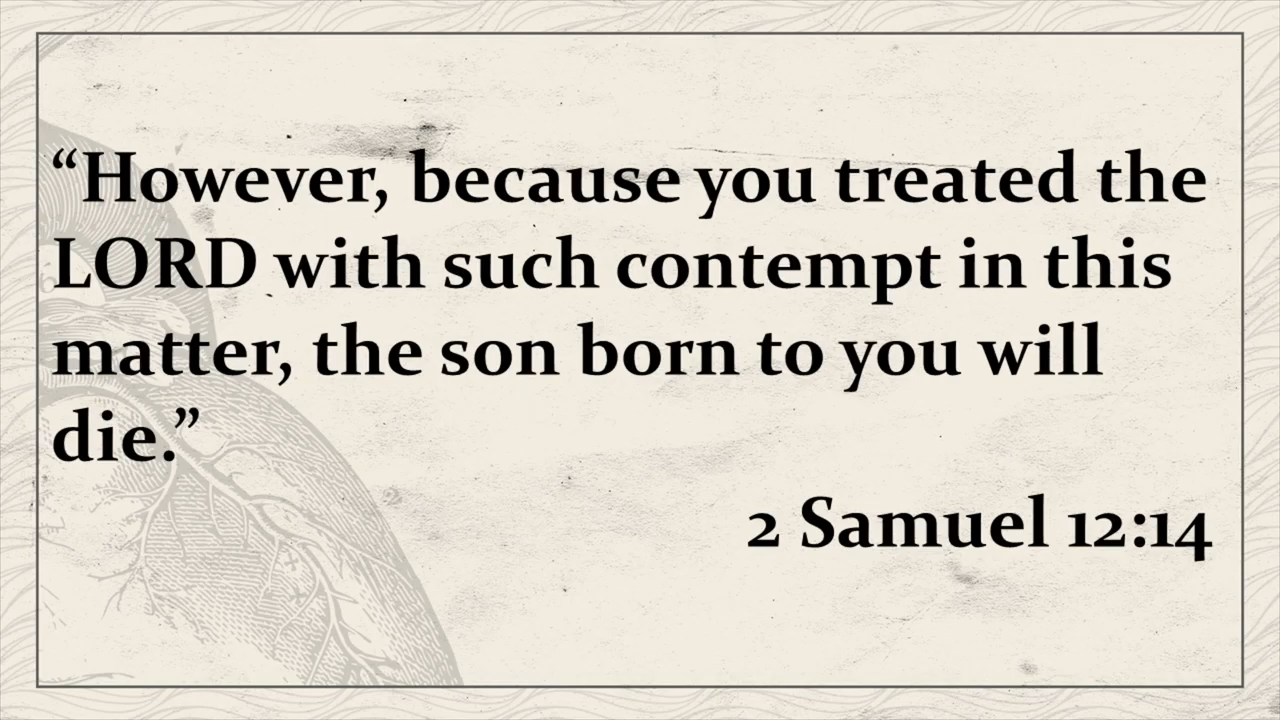 “However, because you treated the
LORD with such contempt in this
matter, the son born to you will
die.”
2 Samuel 12:14